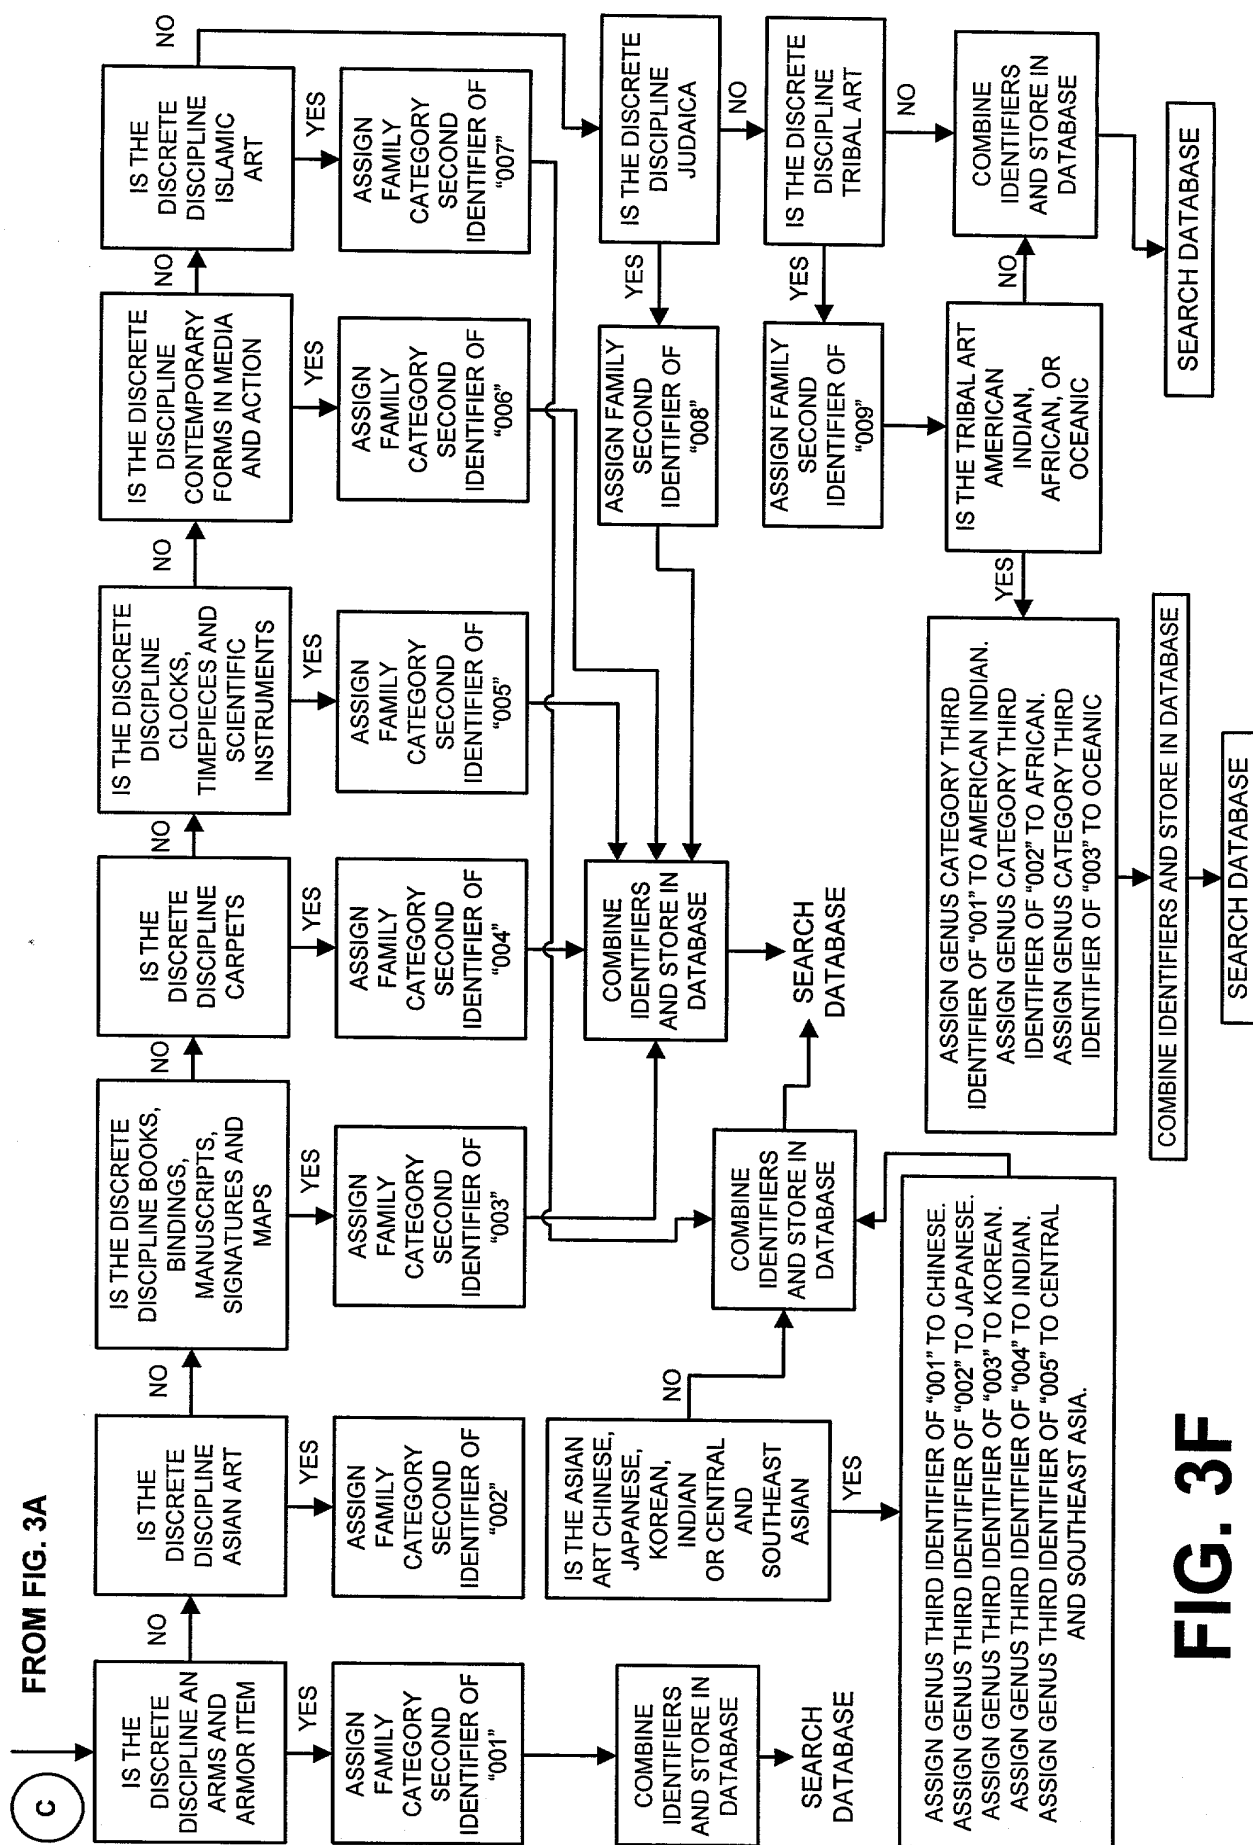 FROM FIG. 3A
C
IS THE
DISCRETE
DISCIPLINE AN
ARMS AND
ARMOR ITEM
NO
IS THE
DISCRETE
DISCIPLINE
ASIAN ART
NO
IS THE DISCRETE
DISCIPLINE BOOKS,
BINDINGS,
MANUSCRIPTS,
SIGNATURES AND
MAPS
NO
IS THE
DISCRETE
DISCIPLINE
CARPETS
NO
IS THE DISCRETE
DISCIPLINE
CLOCKS,
TIMEPIECES AND
SCIENTIFIC
INSTRUMENTS
NO
IS THE DISCRETE
DISCIPLINE
CONTEMPORARY
FORMS IN MEDIA
AND ACTION
NO
IS THE
DISCRETE
DISCIPLINE
ISLAMIC
ART
NO
YES
YES
YES
YES
YES
YES
YES
ASSIGN
FAMILY
CATEGORY
SECOND
IDENTIFIER OF
“001”
ASSIGN
FAMILY
CATEGORY
SECOND
IDENTIFIER OF
“002”
ASSIGN
FAMILY
CATEGORY
SECOND
IDENTIFIER OF
“003”
ASSIGN
FAMILY
CATEGORY
SECOND
IDENTIFIER OF
“004”
ASSIGN
FAMILY
CATEGORY
SECOND
IDENTIFIER OF
“005”
ASSIGN
FAMILY
CATEGORY
SECOND
IDENTIFIER OF
“006”
ASSIGN
FAMILY
CATEGORY
SECOND
IDENTIFIER OF
“007”
COMBINE
IDENTIFIERS
AND STORE IN
DATABASE
SEARCH
DATABASE
IS THE ASIAN
ART CHINESE,
JAPANESE,
KOREAN,
INDIAN
OR CENTRAL
AND
SOUTHEAST
ASIAN
NO
YES
COMBINE
IDENTIFIERS
AND STORE IN
DATABASE
COMBINE
IDENTIFIERS
AND STORE IN
DATABASE
SEARCH
DATABASE
ASSIGN FAMILY
SECOND
IDENTIFIER OF
“008”
YES
IS THE DISCRETE
DISCIPLINE
JUDAICA
NO
ASSIGN FAMILY
SECOND
IDENTIFIER OF
“009”
YES
IS THE DISCRETE
DISCIPLINE
TRIBAL ART
NO
ASSIGN GENUS THIRD IDENTIFIER OF “001” TO CHINESE.
ASSIGN GENUS THIRD IDENTIFIER OF “002” TO JAPANESE.
ASSIGN GENUS THIRD IDENTIFIER OF “003” TO KOREAN.
ASSIGN GENUS THIRD IDENTIFIER OF “004” TO INDIAN.
ASSIGN GENUS THIRD IDENTIFIER OF “005” TO CENTRAL
AND SOUTHEAST ASIA.
ASSIGN GENUS CATEGORY THIRD
IDENTIFIER OF “001” TO AMERICAN INDIAN.
ASSIGN GENUS CATEGORY THIRD
IDENTIFIER OF “002” TO AFRICAN.
ASSIGN GENUS CATEGORY THIRD
IDENTIFIER OF “003” TO OCEANIC
YES
IS THE TRIBAL ART
AMERICAN
INDIAN,
AFRICAN, OR
OCEANIC
NO
COMBINE
IDENTIFIERS
AND STORE IN
DATABASE
COMBINE IDENTIFIERS AND STORE IN DATABASE
SEARCH DATABASE
SEARCH DATABASE
FIG. 3F